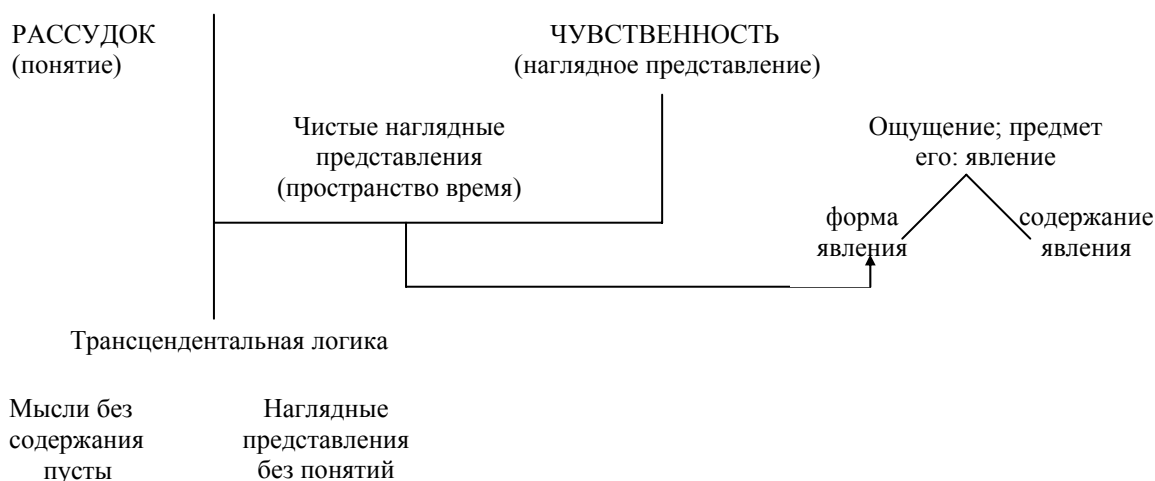 РАССУДОК
(понятие)
ЧУВСТВЕННОСТЬ
(наглядное представление)
Чистые наглядные
представления
(пространство время)
Ощущение; предмет
его: явление
форма
явления
содержание
явления
Трансцендентальная логика
Мысли без
содержания
пусты
Наглядные
представления
без понятий